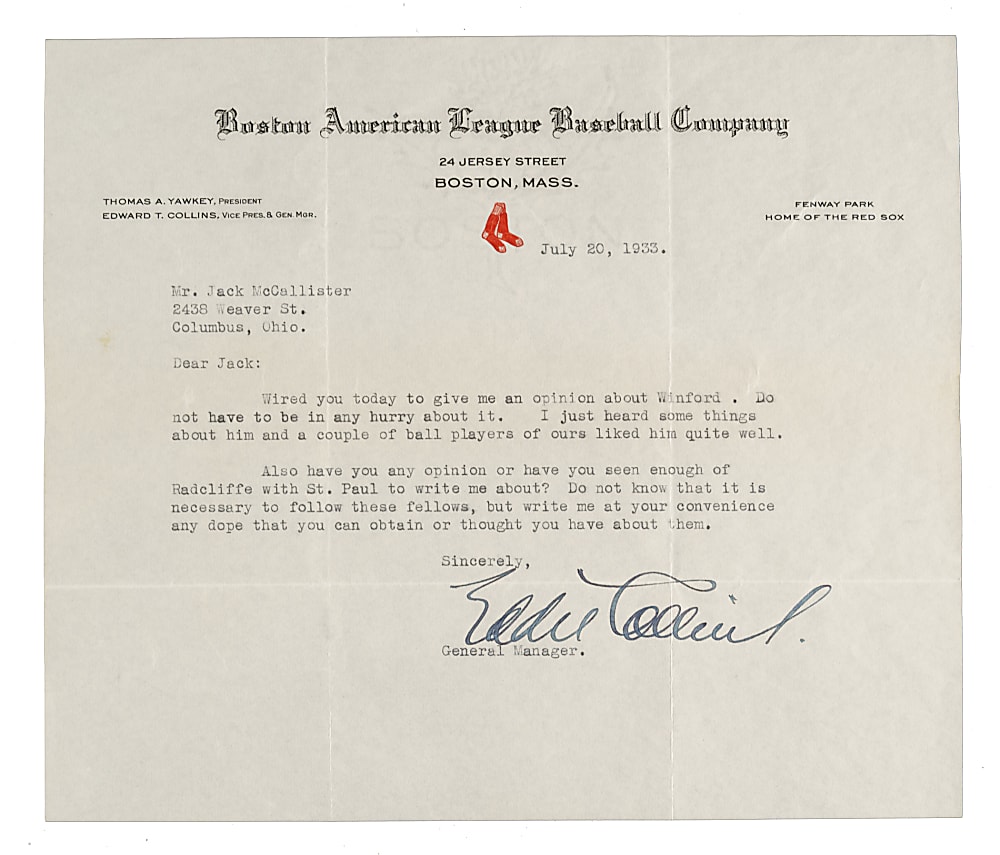 Boston American League Baseball Company
24 JERSEY STREET
BOSTON, MASS.
THOMAS A. YAWKEY, PRESIDENT
EDWARD T. COLLINS, VICE PRES. & GEN. MGR.
FENWAY PARK
HOME OF THE RED SOX
July 20, 1933.
Mr. Jack McCallister
2438 Weaver St.
Columbus, Ohio.
Dear Jack:
Wired you today to give me an opinion about Winford . Do
not have to be in any hurry about it. I just heard some things
about him and a couple of ball players of ours liked him quite well.
Also have you any opinion or have you seen enough of
Radcliffe with St. Paul to write me about? Do not know that it is
necessary to follow these fellows, but write me at your convenience
any dope that you can obtain or thought you have about them.
Sincerely,
Eddie Collins.
General Manager.